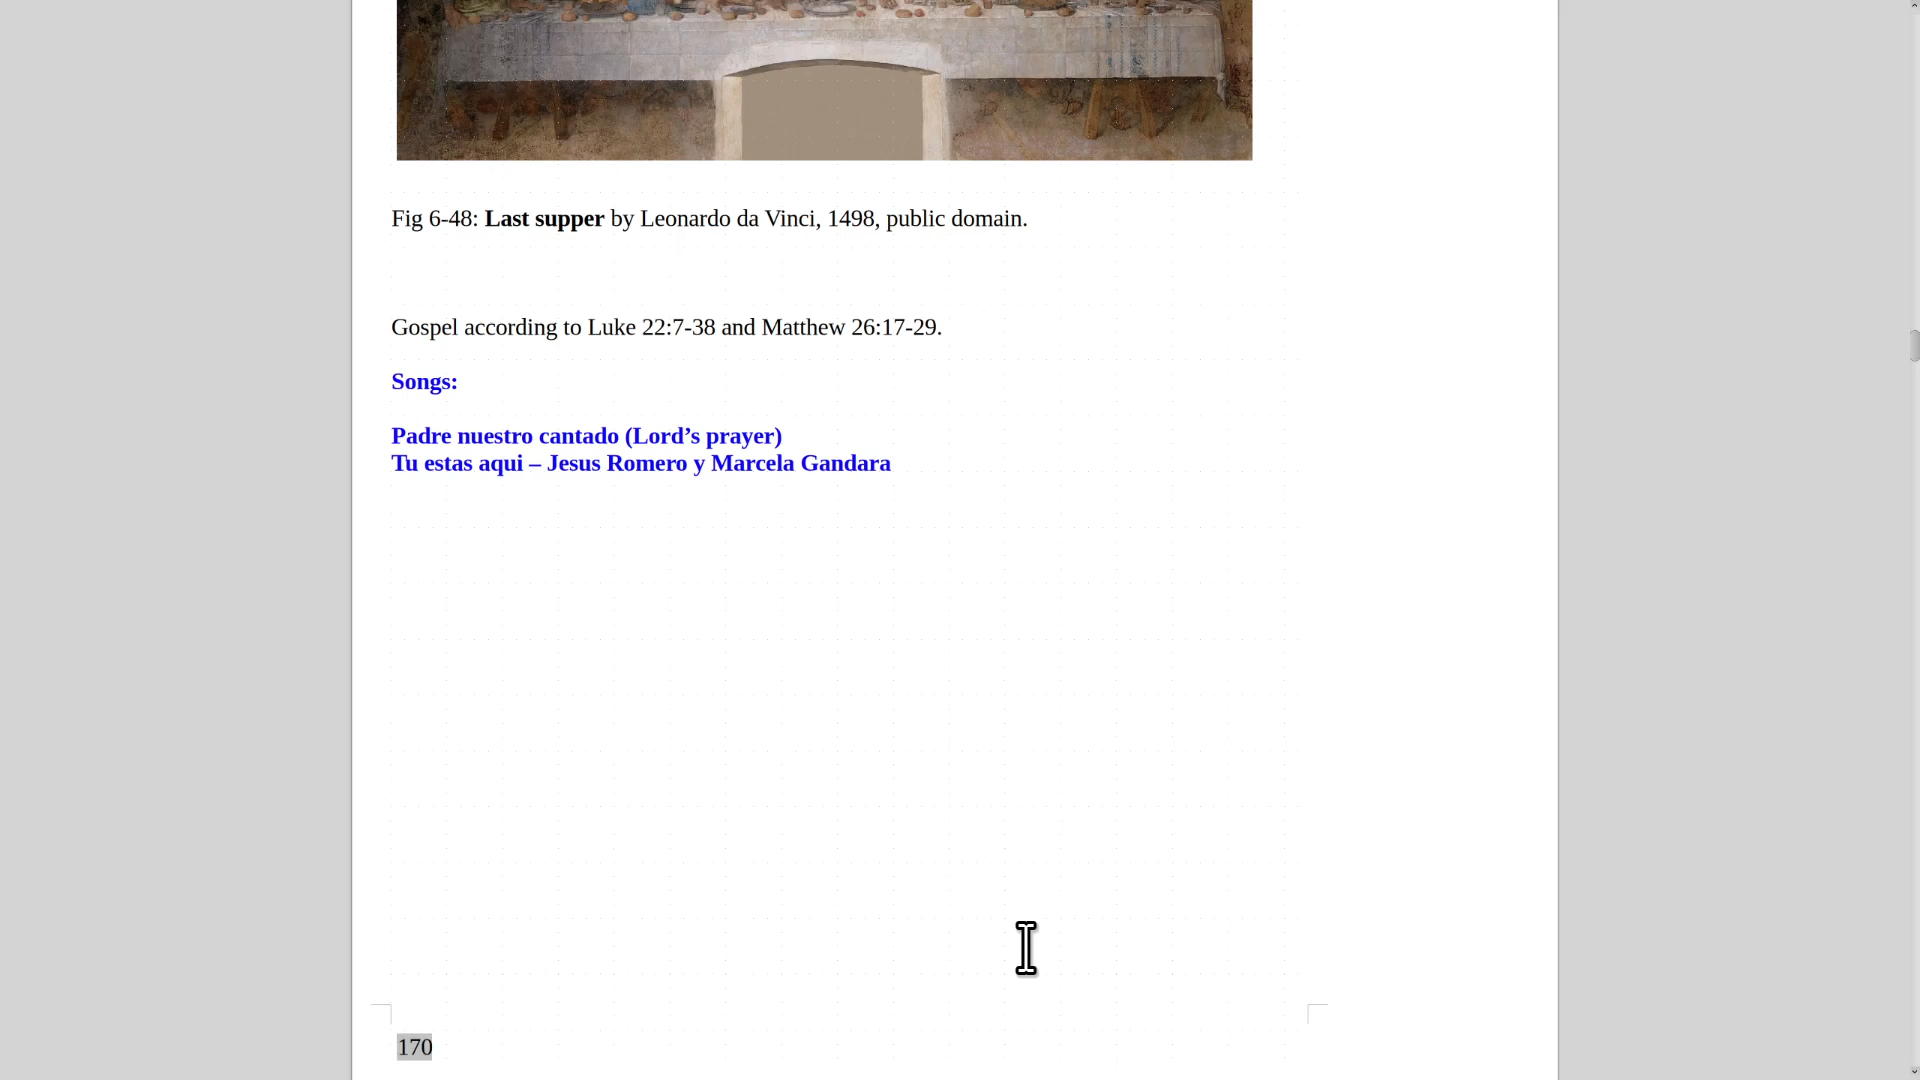 Fig 6-48: Last supper by Leonardo da Vinci, 1498, public domain.
Gospel according to Luke 22:7-38 and Matthew 26:17-29.
Songs:
Padre nuestro cantado (Lord’s prayer)
Tu estas aqui – Jesus Romero y Marcela Gandara
170